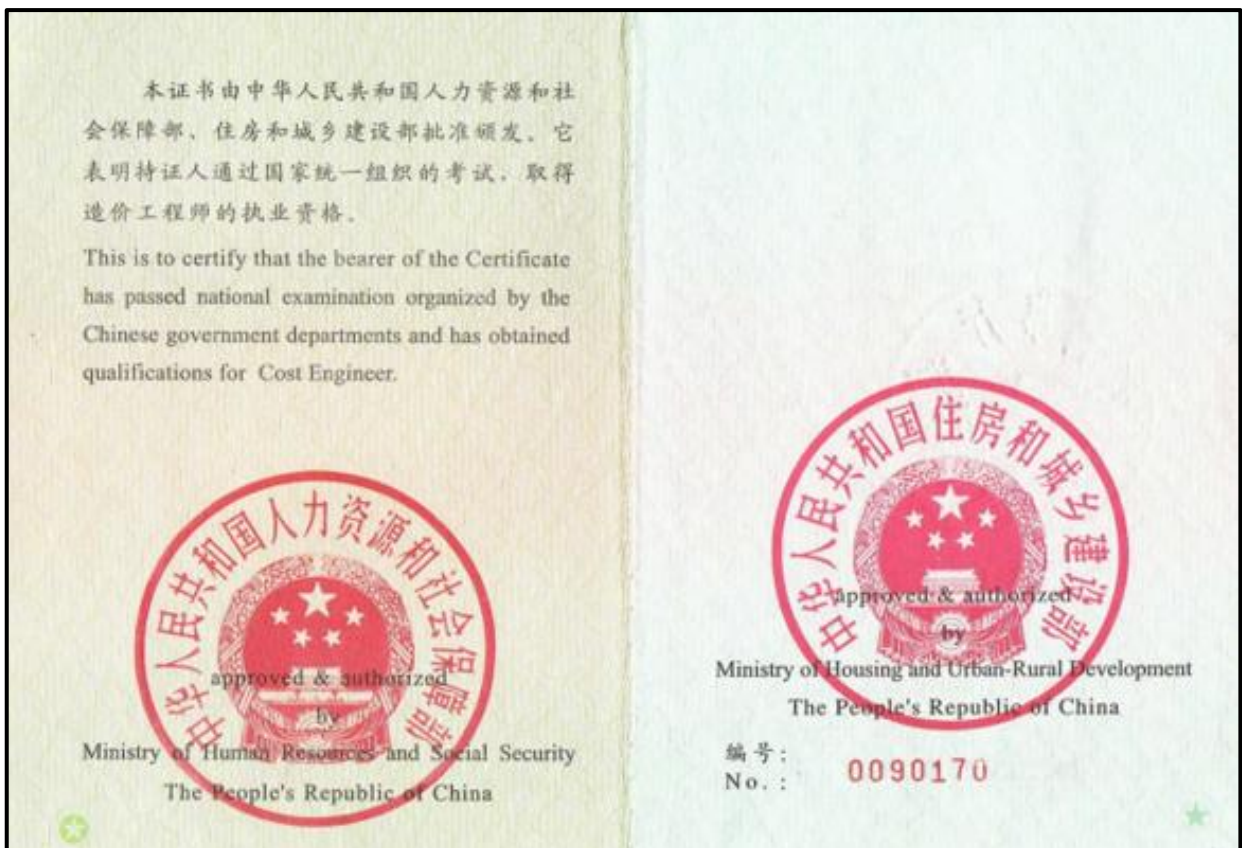 本证书由中华人民共和国人力资源和社
会保障部、住房和城乡建设部批准颁发。它
表明持证人通过国家统一组织的考试，取得
造价工程师的执业资格。
This is to certify that the bearer of the Certificate
has passed national examination organized by the
Chinese government departments and has obtained
qualifications for Cost Engineer.
中华人民共和国人力资源和社会保障部
approved & authorized
by
Ministry of Human Resources and Social Security
The People's Republic of China
中华人民共和国住房和城乡建设部
approved & authorized
by
Ministry of Housing and Urban-Rural Development
The People's Republic of China
编号:
No. : 0090170